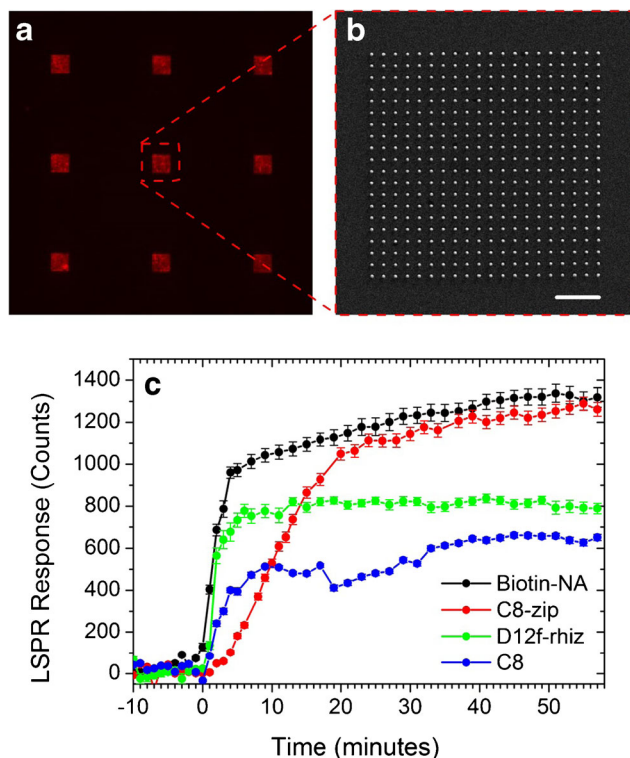 a
b
c
1400
1200
1000
800
600
400
200
0
LSPR Response (Counts)
Biotin-NA
C8-zip
D12f-rhiz
C8
-10 0 10 20 30 40 50
Time (minutes)